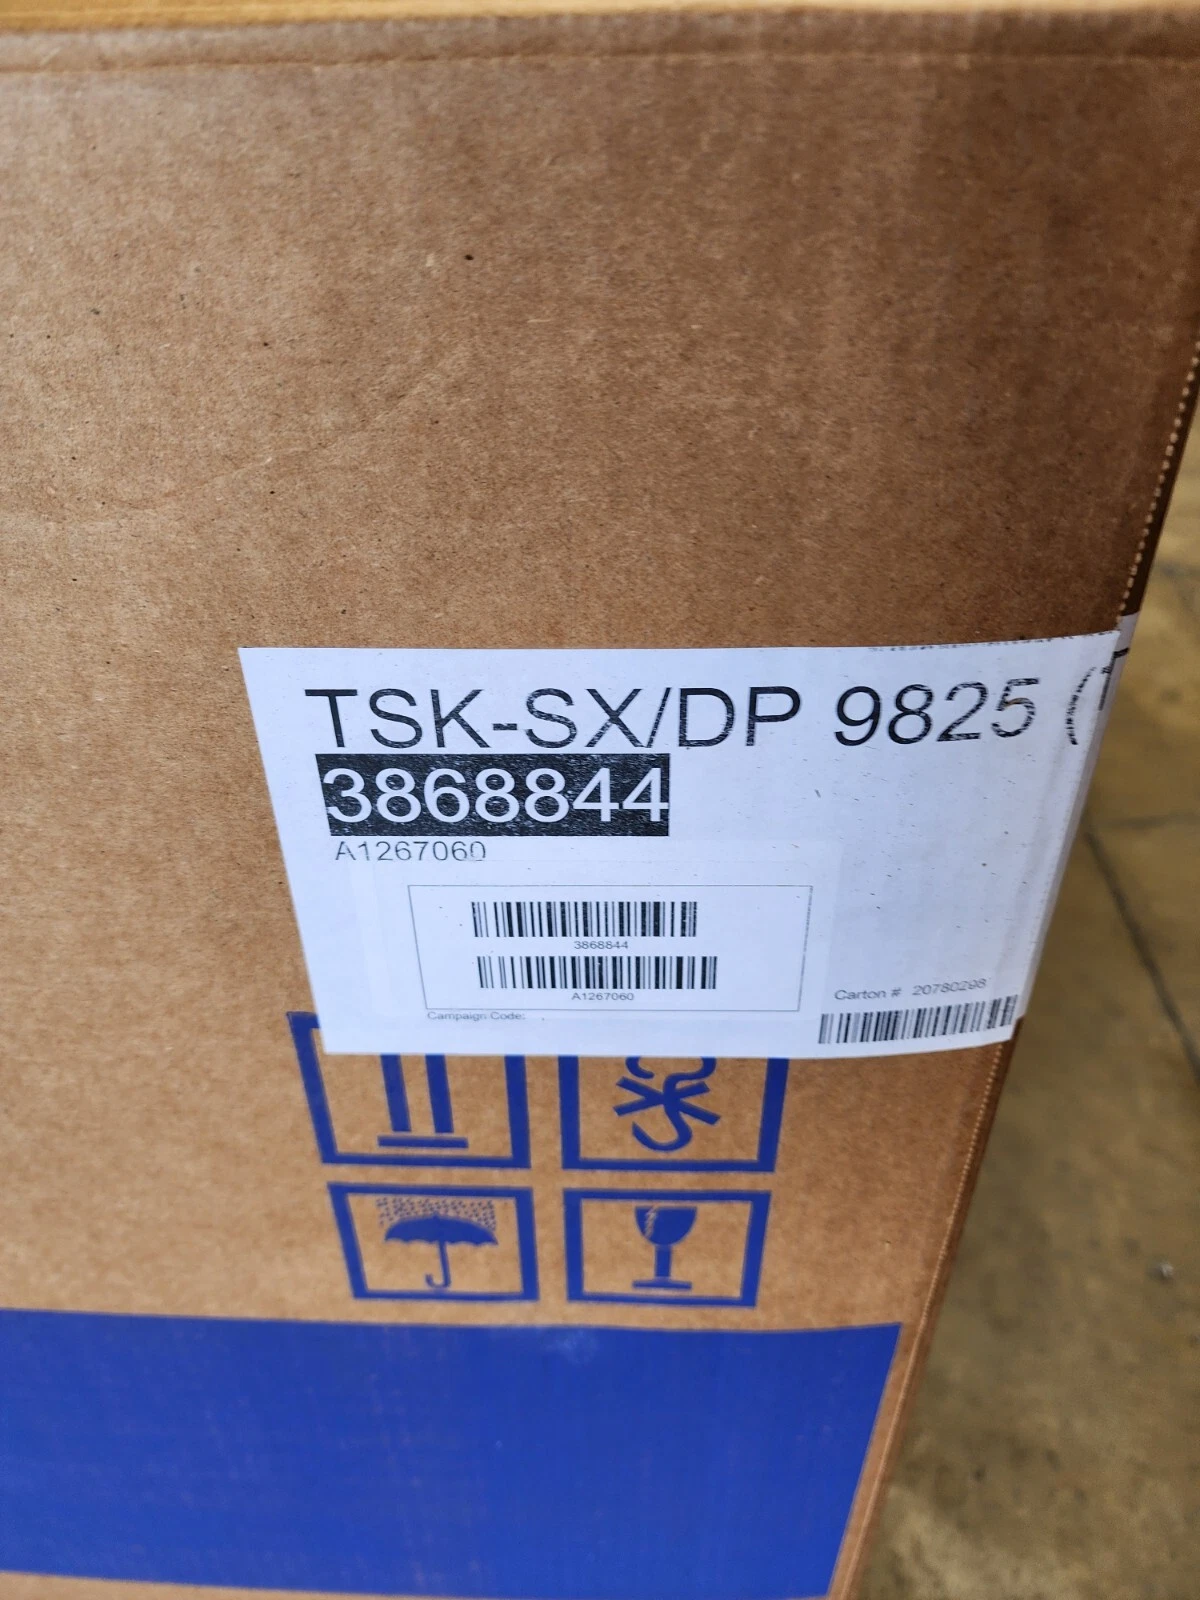 TSK-SX/DP 9825 (
3868844
A1267060
3868844
A1267060
Campaign Code:
Carton # 20780298